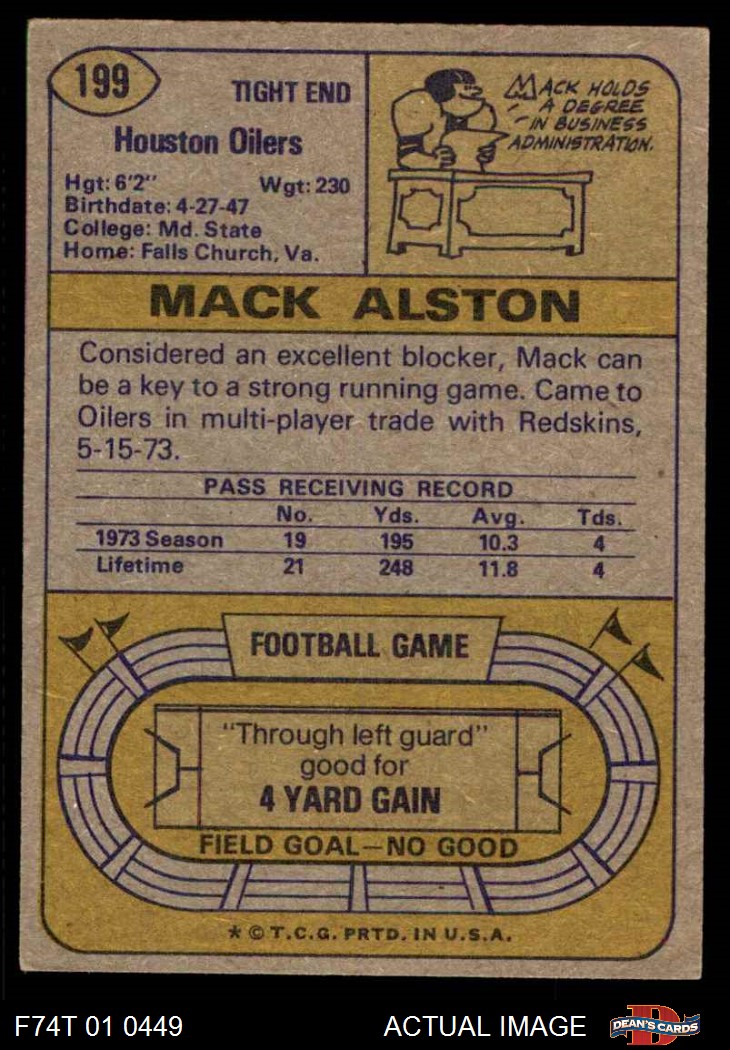 199
TIGHT END
Houston Oilers
Hgt: 6'2" Wgt: 230
Birthdate: 4-27-47
College: Md. State
Home: Falls Church, Va.
MACK HOLDS
A DEGREE
IN BUSINESS
ADMINISTRATION.
MACK ALSTON
Considered an excellent blocker, Mack can
be a key to a strong running game. Came to
Oilers in multi-player trade with Redskins,
5-15-73.
PASS RECEIVING RECORD
No. Yds. Avg. Tds.
1973 Season 19 195 10.3 4
Lifetime 21 248 11.8 4
FOOTBALL GAME
"Through left guard"
good for
4 YARD GAIN
FIELD GOAL—NO GOOD
* © T.C.G. PRTD. IN U.S.A.
F74T 01 0449 ACTUAL IMAGE
D
DEAN'S CARDS